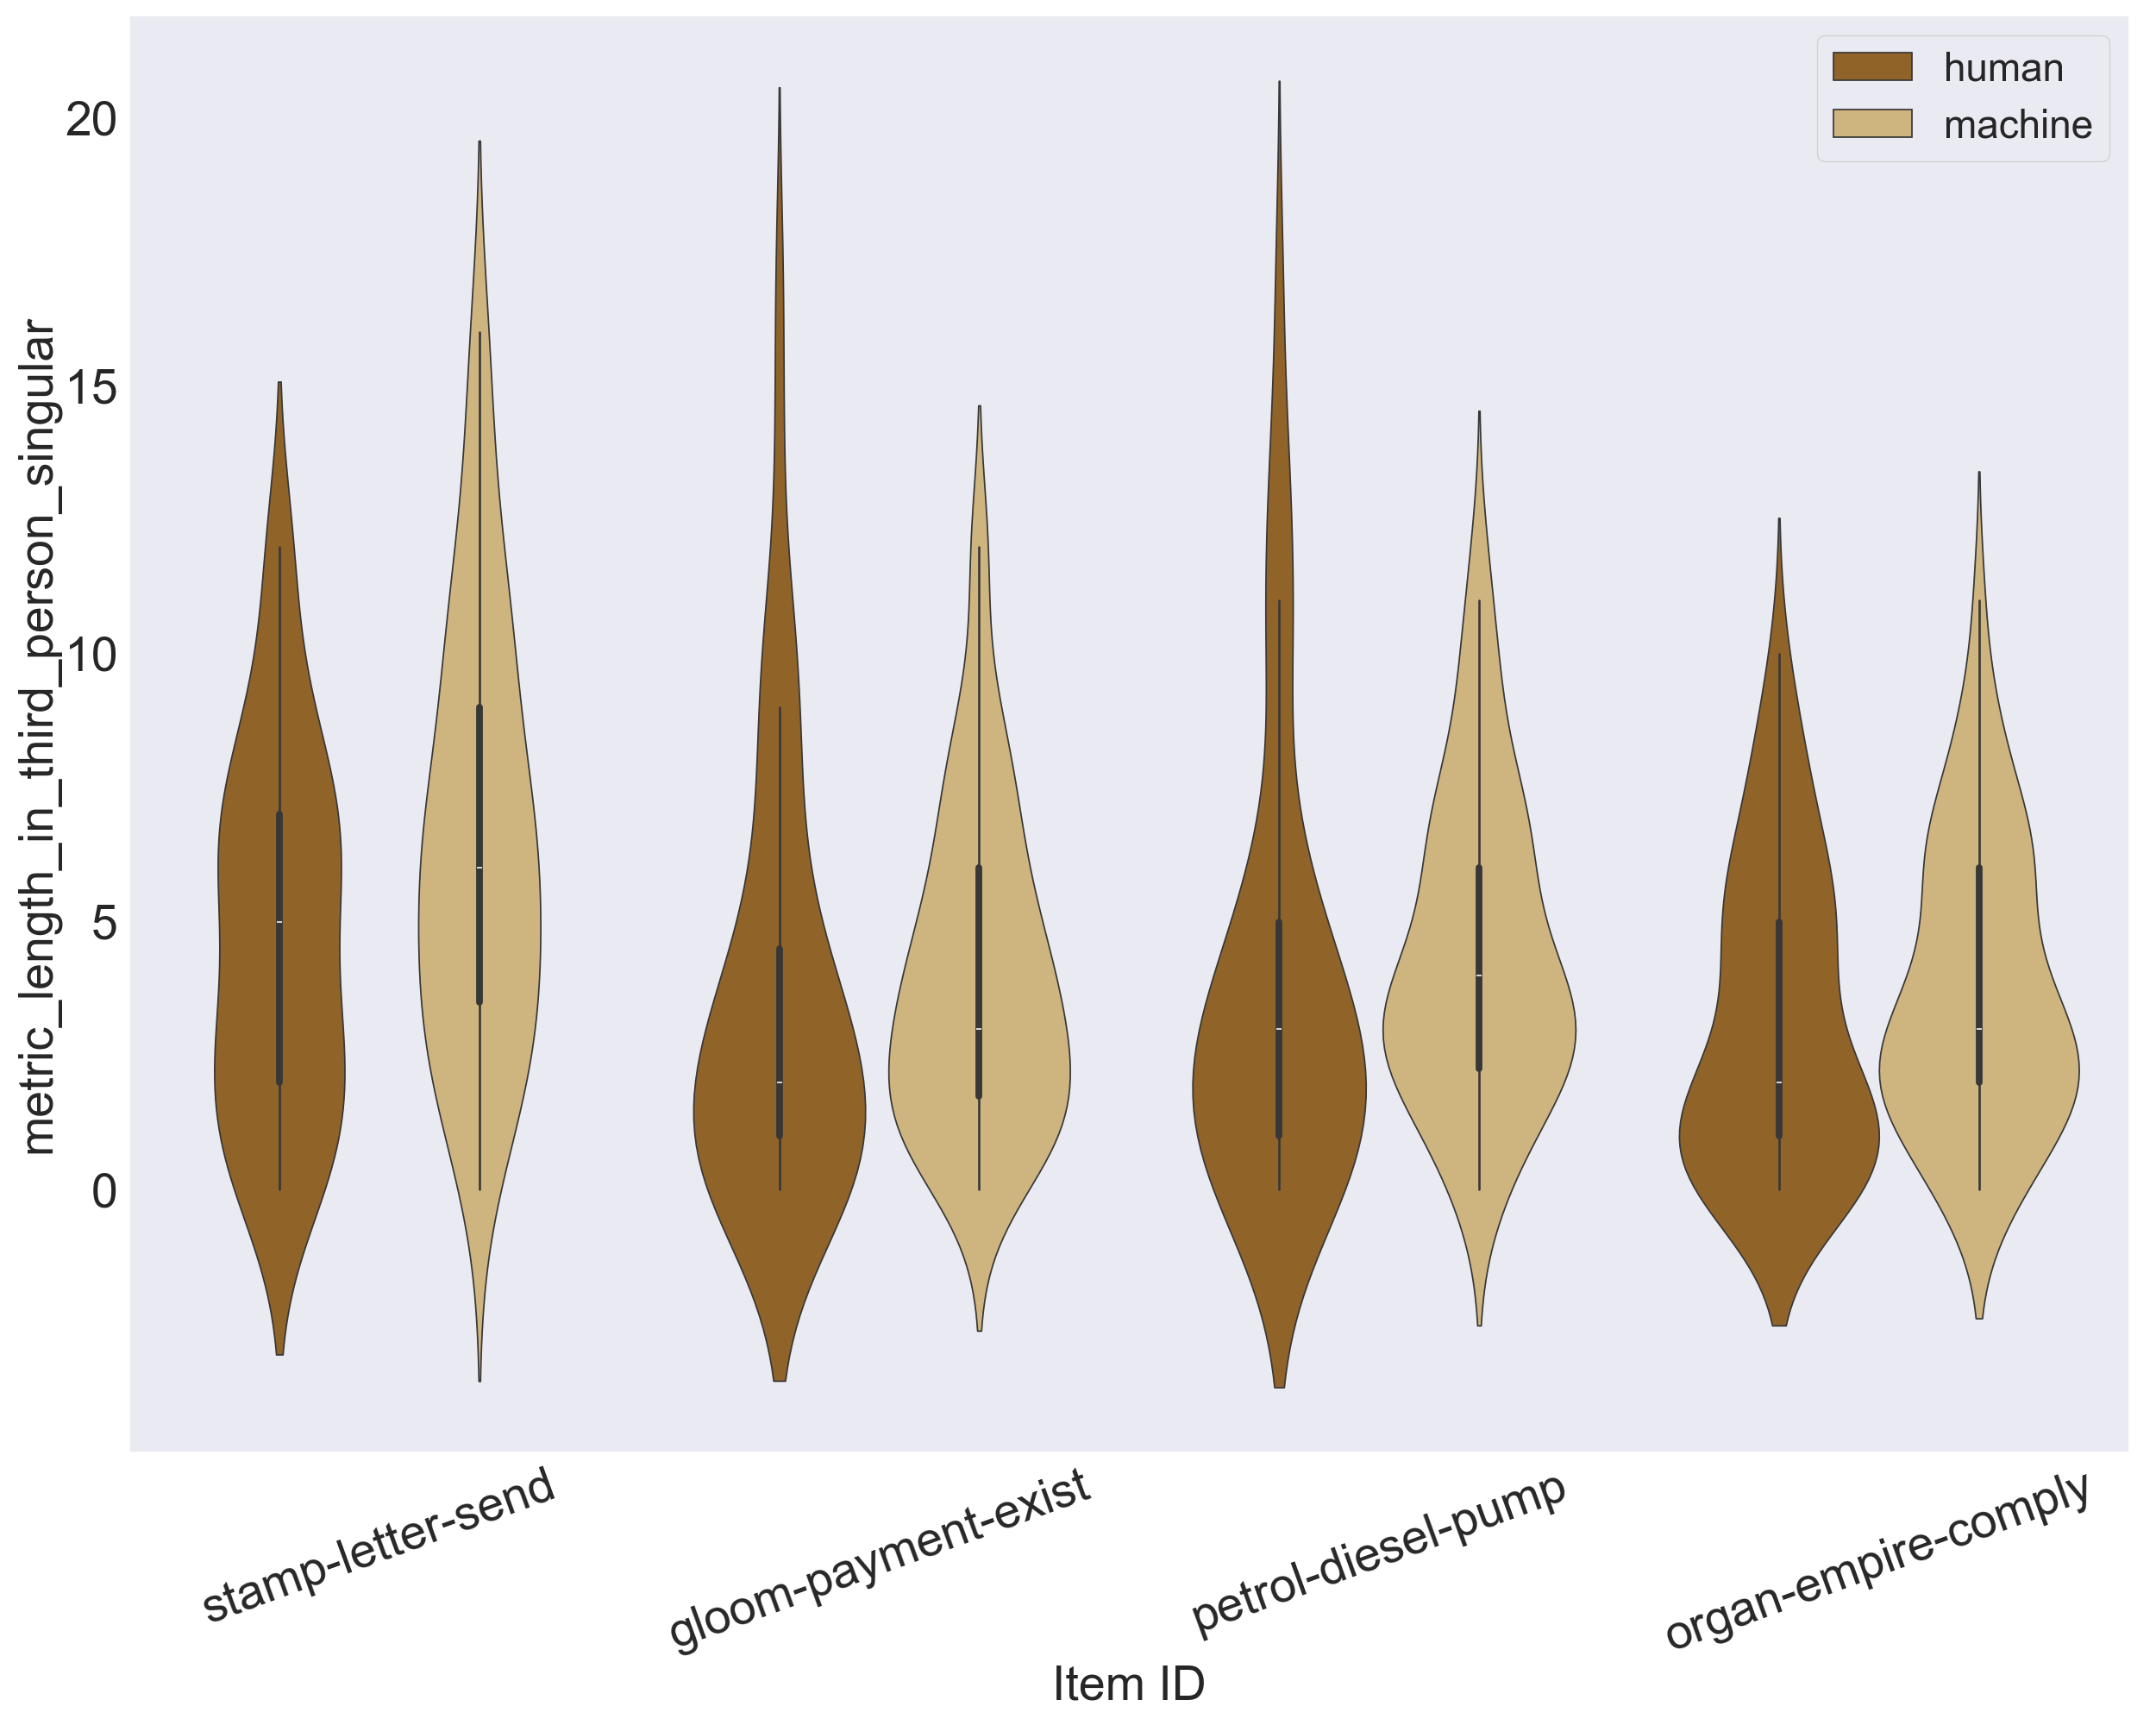 metric_length_in_third_person_singular
20
15
10
5
0
human
machine
stamp-letter-send
gloom-payment-exist
petrol-diesel-pump
organ-empire-comply
Item ID